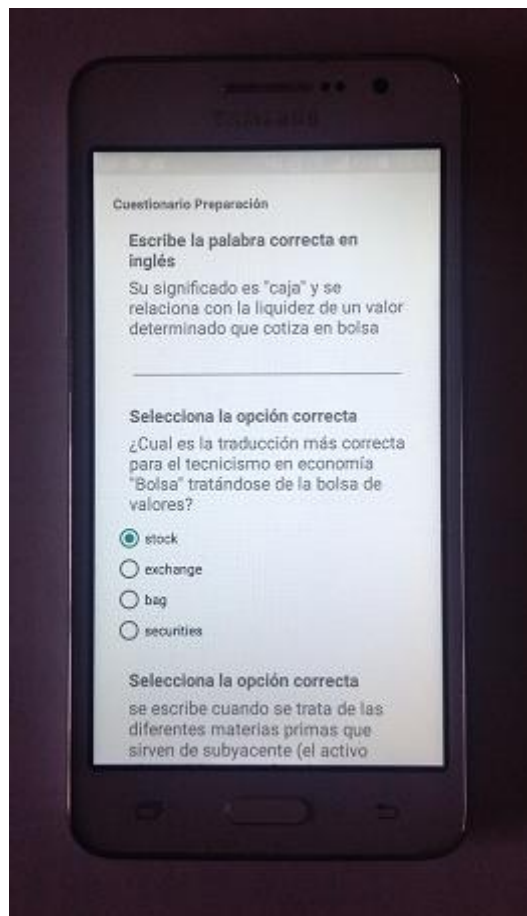 SAMSUNG
Cuestionario Preparación
Escribe la palabra correcta en
inglés
Su significado es "caja" y se
relaciona con la liquidez de un valor
determinado que cotiza en bolsa
Selecciona la opción correcta
¿Cual es la traducción más correcta
para el tecnicismo en economía
"Bolsa" tratándose de la bolsa de
valores?
stock
exchange
bag
securities
Selecciona la opción correcta
se escribe cuando se trata de las
diferentes materias primas que
sirven de subyacente (el activo